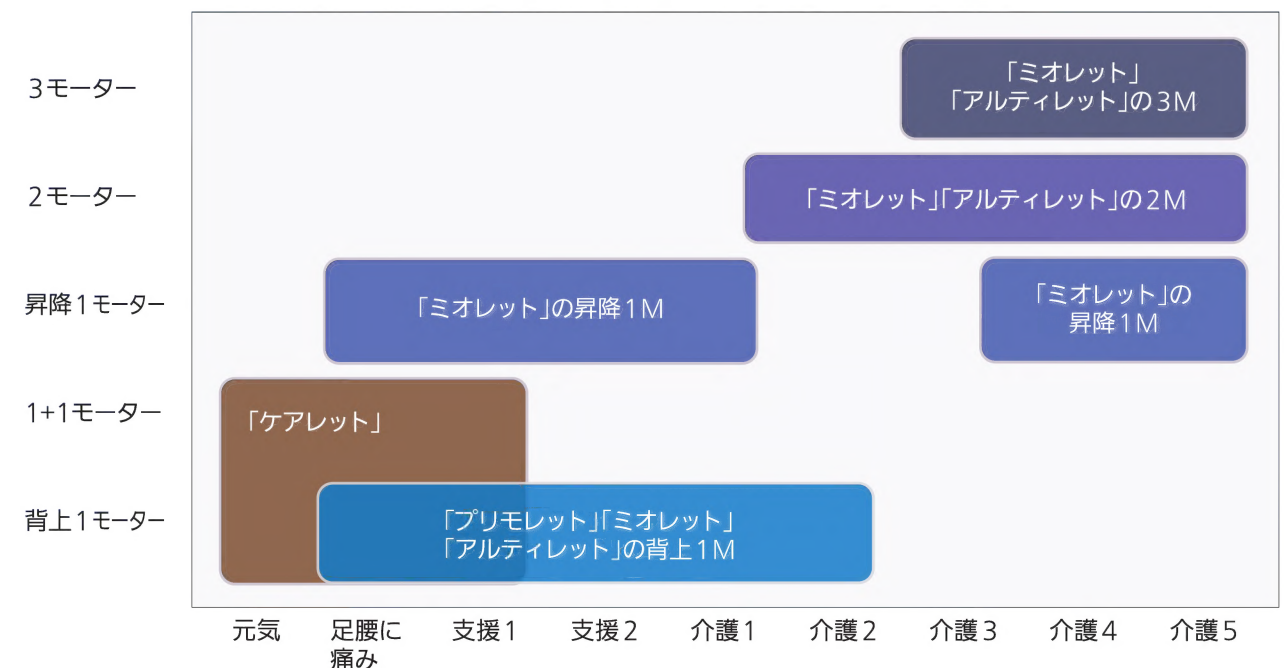 3モーター
「ミオレット」
「アルティレット」の3M
2モーター
「ミオレット」「アルティレット」の2M
昇降1モーター
「ミオレット」の昇降1M
「ミオレット」の
昇降1M
1+1モーター
「ケアレット」
背上1モーター
「プリモレット」「ミオレット」
「アルティレット」の背上1M
元気
足腰に
痛み
支援1
支援2
介護1
介護2
介護3
介護4
介護5